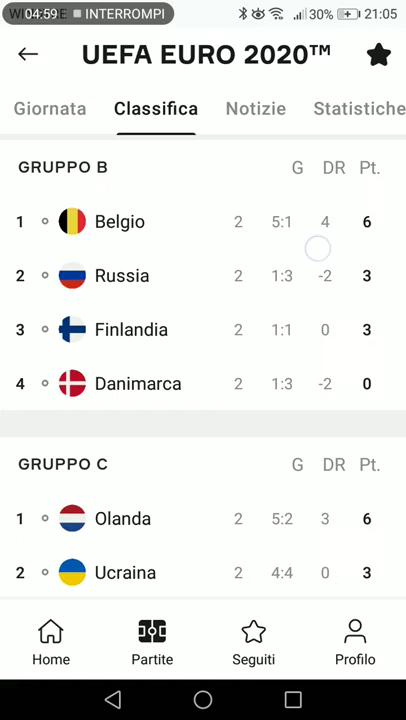 04:59 INTERROMPI 30% 21:05
UEFA EURO 2020™
Giornata Classifica Notizie Statistiche
GRUPPO B G DR Pt.
1 Belgio 2 5:1 4 6
2 Russia 2 1:3 -2 3
3 Finlandia 2 1:1 0 3
4 Danimarca 2 1:3 -2 0
GRUPPO C G DR Pt.
1 Olanda 2 5:2 3 6
2 Ucraina 2 4:4 0 3
Home Partite Seguiti Profilo